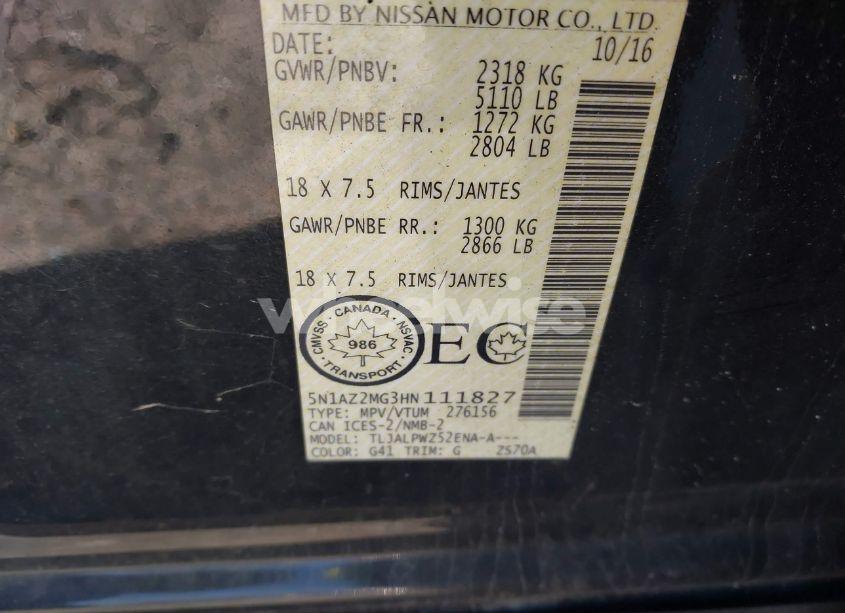 MFD BY NISSAN MOTOR CO., LTD.
DATE: 10/16
GVWR/PNBV: 2318 KG
5110 LB
GAWR/PNBE FR.: 1272 KG
2804 LB
18 X 7.5 RIMS/JANTES
GAWR/PNBE RR.: 1300 KG
2866 LB
18 X 7.5 RIMS/JANTES
wheelwise
CANADA
CMVSS · NSVAC
986
TRANSPORT
EC
5N1AZ2MG3HN111827
TYPE: MPV/VTUM 276156
CAN ICES-2/NMB-2
MODEL: TLJALPWZ52ENA-A---
COLOR: G41 TRIM: G ZS70A